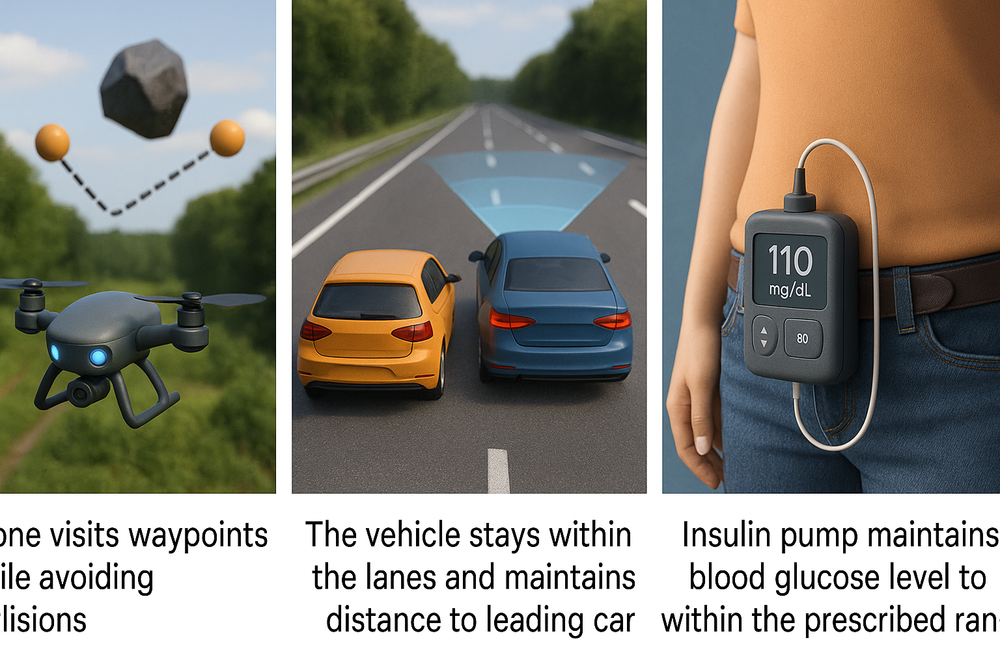 110
mg/dL
80
one visits waypoints
ile avoiding
lisions
The vehicle stays within
the lanes and maintains
distance to leading car
Insulin pump maintains
blood glucose level to
within the prescribed ran